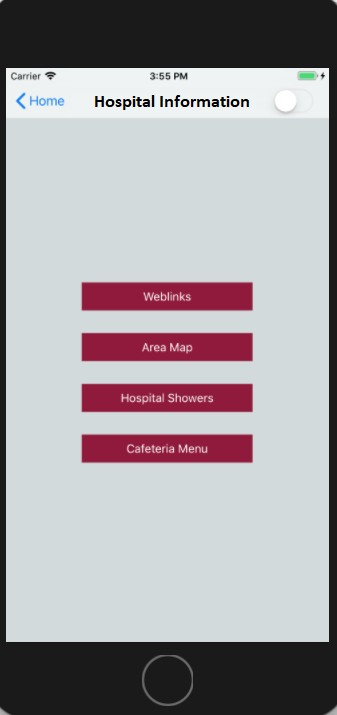 Carrier 3:55 PM
Home Hospital Information
Weblinks
Area Map
Hospital Showers
Cafeteria Menu